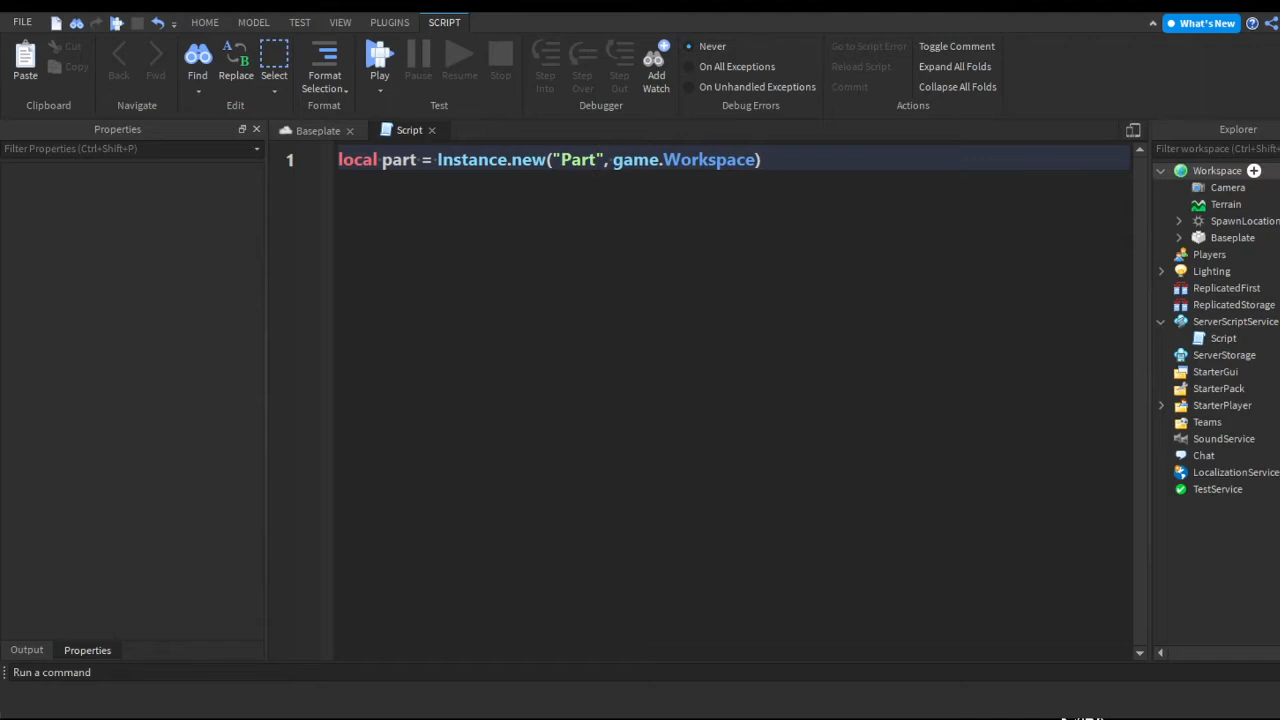 FILE
HOME
MODEL
TEST
VIEW
PLUGINS
SCRIPT
What's New
Paste
Cut
Copy
Clipboard
Back
Fwd
Navigate
Find
Replace
Select
Edit
Format
Selection
Format
Play
Pause
Resume
Stop
Test
Step
Into
Step
Over
Step
Out
Add
Watch
Debugger
Never
On All Exceptions
On Unhandled Exceptions
Debug Errors
Go to Script Error
Reload Script
Commit
Toggle Comment
Expand All Folds
Collapse All Folds
Actions
Properties
Filter Properties (Ctrl+Shift+P)
Baseplate
Script
1 local part = Instance.new("Part", game.Workspace)
Explorer
Filter workspace (Ctrl+Shift+
Workspace
Camera
Terrain
SpawnLocation
Baseplate
Players
Lighting
ReplicatedFirst
ReplicatedStorage
ServerScriptService
Script
ServerStorage
StarterGui
StarterPack
StarterPlayer
Teams
SoundService
Chat
LocalizationService
TestService
Output
Properties
Run a command